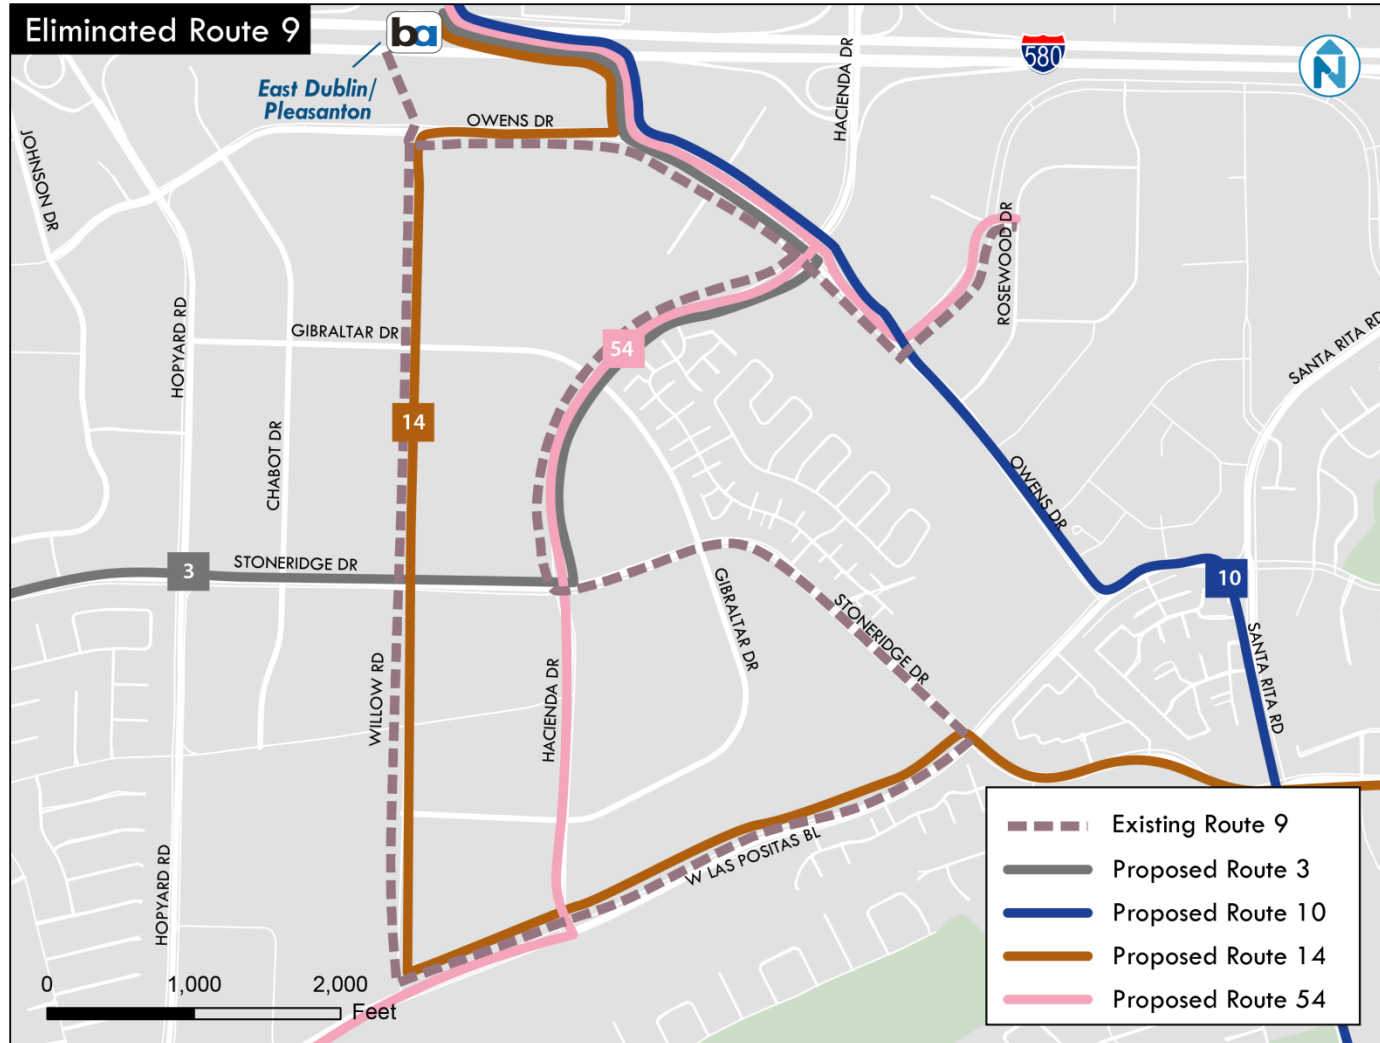 Eliminated Route 9
ba
East Dublin/
Pleasanton
580
N
HACIENDA DR
OWENS DR
JOHNSON DR
ROSEWOOD DR
HOPYARD RD
GIBRALTAR DR
54
SANTA RITA RD
14
CHABOT DR
OWENS DR
3
STONERIDGE DR
10
GIBRALTAR DR
STONERIDGE DR
SANTA RITA RD
WILLOW RD
HACIENDA DR
W LAS POSITAS BL
HOPYARD RD
Existing Route 9
Proposed Route 3
Proposed Route 10
Proposed Route 14
Proposed Route 54
0 1,000 2,000
Feet